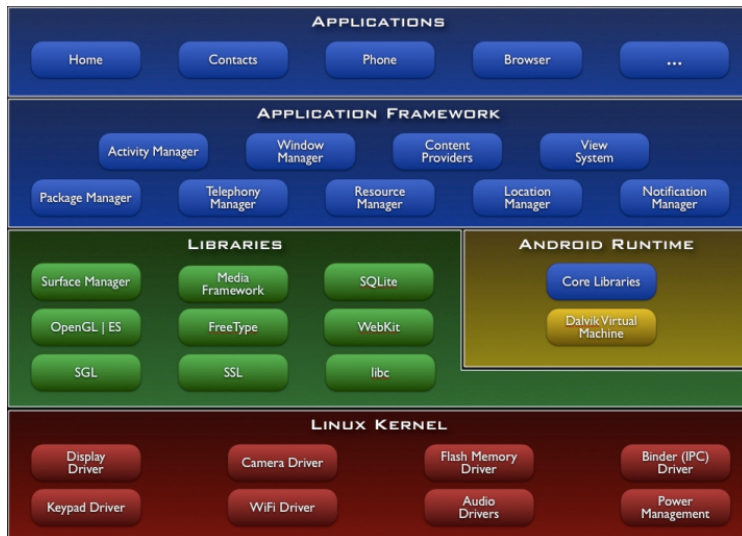 APPLICATIONS
Home
Contacts
Phone
Browser
...
APPLICATION FRAMEWORK
Activity Manager
Window
Manager
Content
Providers
View
System
Package Manager
Telephony
Manager
Resource
Manager
Location
Manager
Notification
Manager
LIBRARIES
Surface Manager
Media
Framework
SQLite
OpenGL | ES
FreeType
WebKit
SGL
SSL
libc
ANDROID RUNTIME
Core Libraries
Dalvik Virtual
Machine
LINUX KERNEL
Display
Driver
Camera Driver
Flash Memory
Driver
Binder (IPC)
Driver
Keypad Driver
WiFi Driver
Audio
Drivers
Power
Management